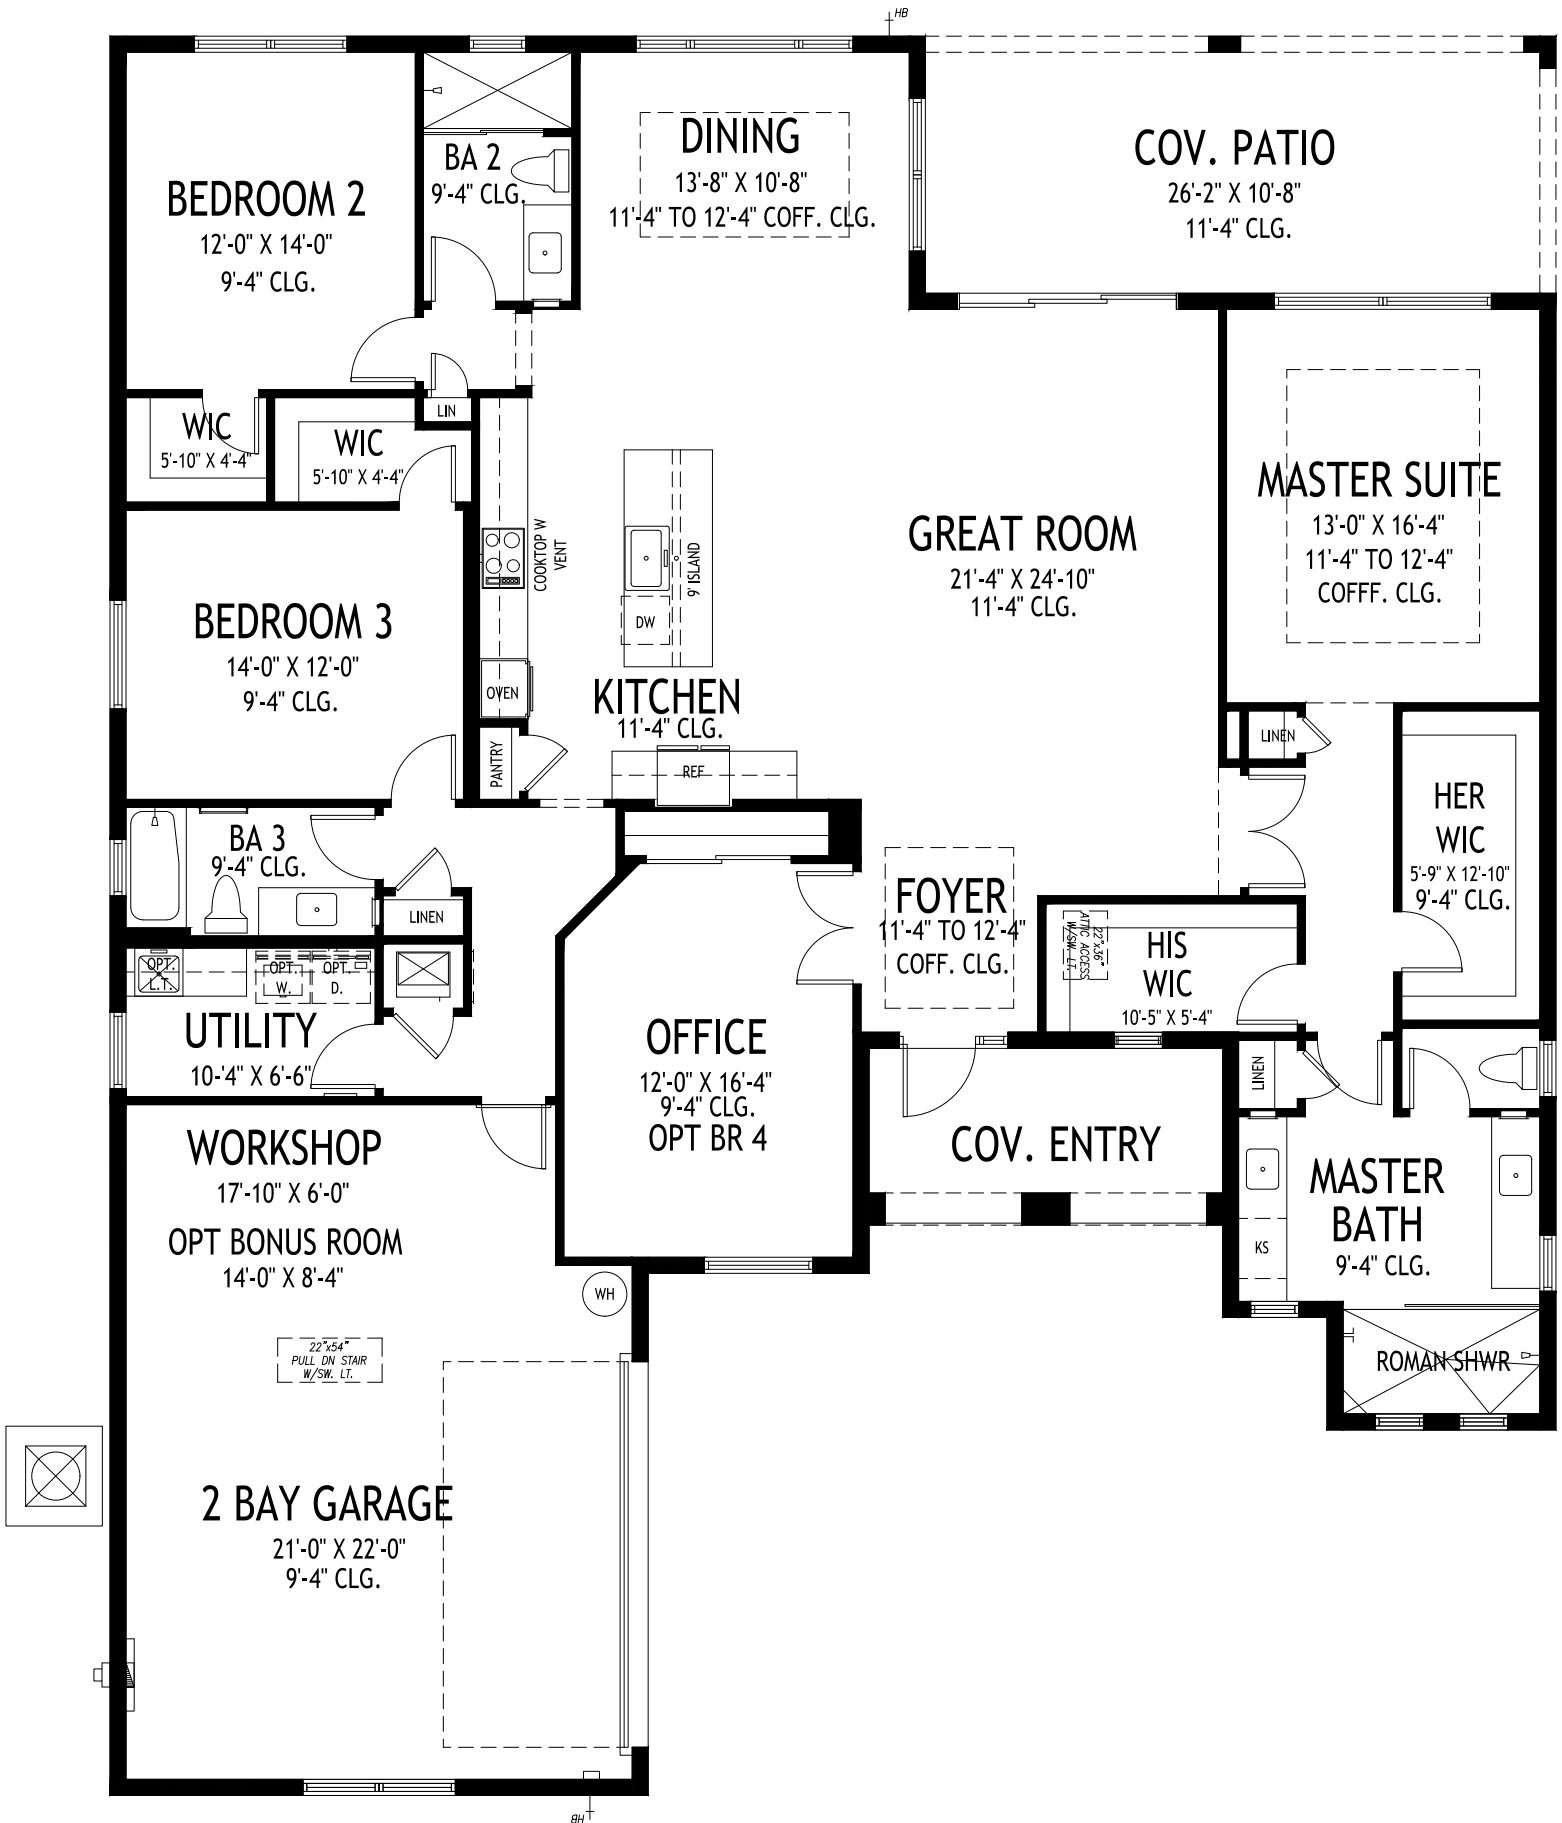 HB
BEDROOM 2
12'-0" X 14'-0"
9'-4" CLG.
BA 2
9'-4" CLG.
DINING
13'-8" X 10'-8"
11'-4" TO 12'-4" COFF. CLG.
COV. PATIO
26'-2" X 10'-8"
11'-4" CLG.
WIC
5'-10" X 4'-4"
WIC
5'-10" X 4'-4"
LIN
COOKTOP W
VENT
9' ISLAND
DW
OVEN
KITCHEN
11'-4" CLG.
PANTRY
REF
GREAT ROOM
21'-4" X 24'-10"
11'-4" CLG.
MASTER SUITE
13'-0" X 16'-4"
11'-4" TO 12'-4"
COFFF. CLG.
BEDROOM 3
14'-0" X 12'-0"
9'-4" CLG.
LINEN
HER
WIC
5'-9" X 12'-10"
9'-4" CLG.
BA 3
9'-4" CLG.
LINEN
FOYER
11'-4" TO 12'-4"
COFF. CLG.
22"x36"
ATTIC ACCESS
W/SW. LT.
HIS
WIC
10'-5" X 5'-4"
OPT.
L.T.
OPT.
W.
OPT.
D.
UTILITY
10-'4" X 6'-6"
OFFICE
12'-0" X 16'-4"
9'-4" CLG.
OPT BR 4
LINEN
COV. ENTRY
MASTER
BATH
9'-4" CLG.
KS
ROMAN SHWR
WORKSHOP
17'-10" X 6'-0"
OPT BONUS ROOM
14'-0" X 8'-4"
WH
22"x54"
PULL DN STAIR
W/SW. LT.
2 BAY GARAGE
21'-0" X 22'-0"
9'-4" CLG.
HB